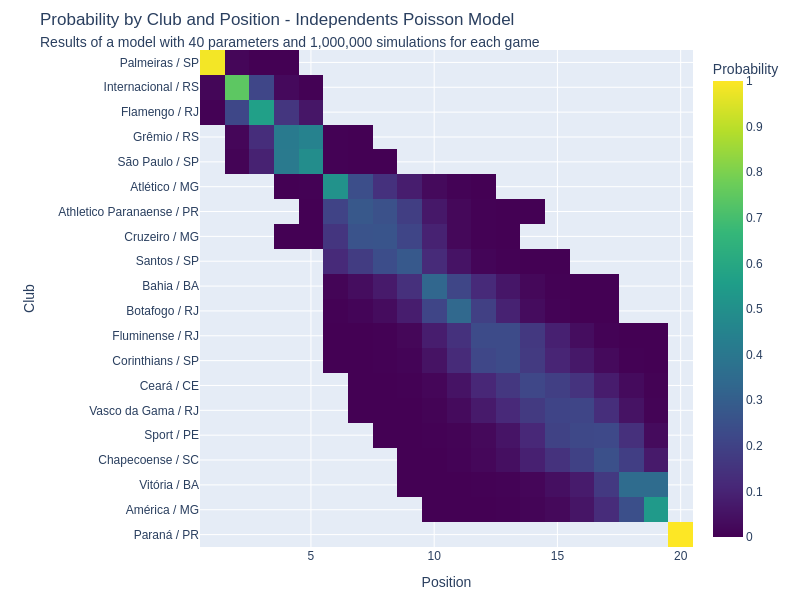 Probability by Club and Position - Independents Poisson Model
Results of a model with 40 parameters and 1,000,000 simulations for each game
Probability
Palmeiras / SP
Internacional / RS
Flamengo / RJ
Grêmio / RS
São Paulo / SP
Atlético / MG
Athletico Paranaense / PR
Cruzeiro / MG
Santos / SP
Bahia / BA
Botafogo / RJ
Fluminense / RJ
Corinthians / SP
Ceará / CE
Vasco da Gama / RJ
Sport / PE
Chapecoense / SC
Vitória / BA
América / MG
Paraná / PR
Club
1
0.9
0.8
0.7
0.6
0.5
0.4
0.3
0.2
0.1
0
5
10
15
20
Position